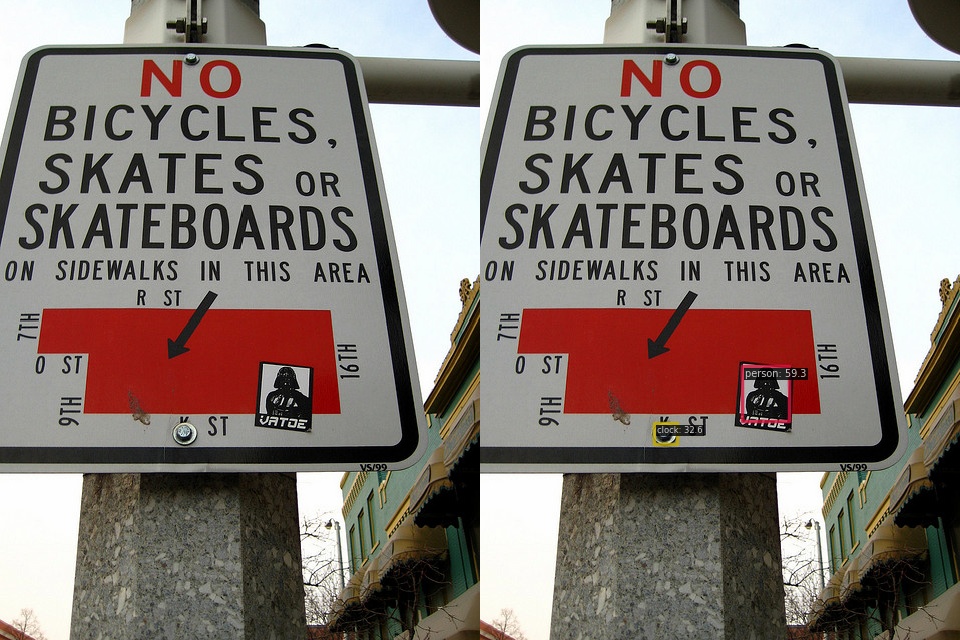 NO
BICYCLES,
SKATES OR
SKATEBOARDS
ON SIDEWALKS IN THIS AREA
R ST
7TH
O ST
9TH
16TH
K ST
VATOE
VS/99
NO
BICYCLES,
SKATES OR
SKATEBOARDS
ON SIDEWALKS IN THIS AREA
R ST
7TH
O ST
9TH
16TH
person: 59.3
clock: 32.6
K ST
VATOE
VS/99